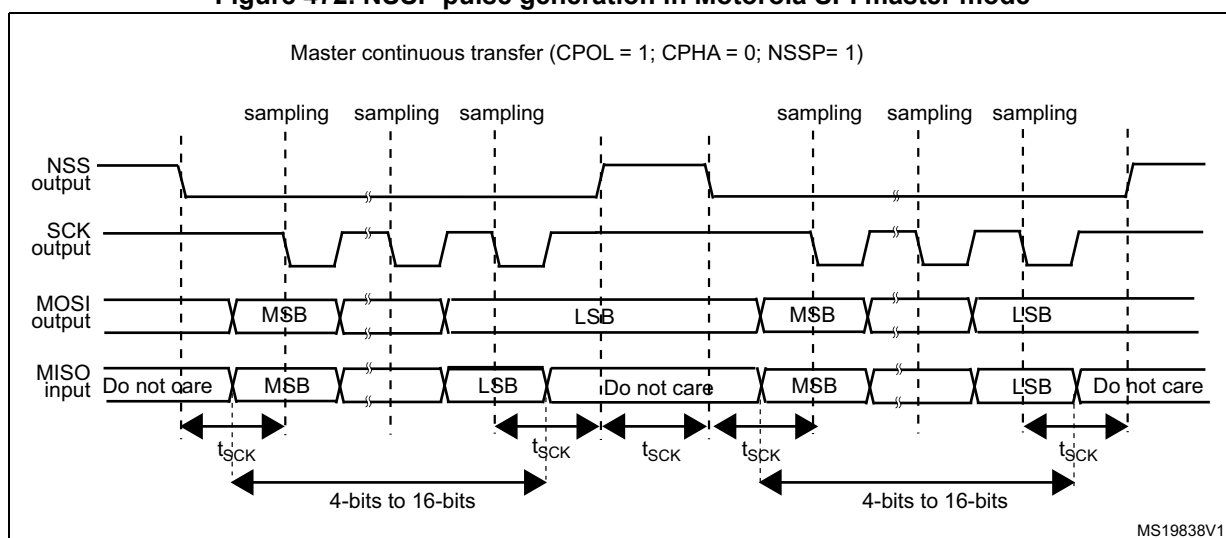 Figure 472. NSSP pulse generation in Motorola SPI master mode
Master continuous transfer (CPOL = 1; CPHA = 0; NSSP= 1)
sampling sampling sampling sampling sampling sampling
NSS
output
SCK
output
MOSI
output
MSB LSB MSB LSB
MISO
input
Do not care MSB LSB Do not care MSB LSB Do not care
tSCK tSCK tSCK tSCK tSCK
4-bits to 16-bits 4-bits to 16-bits
MS19838V1